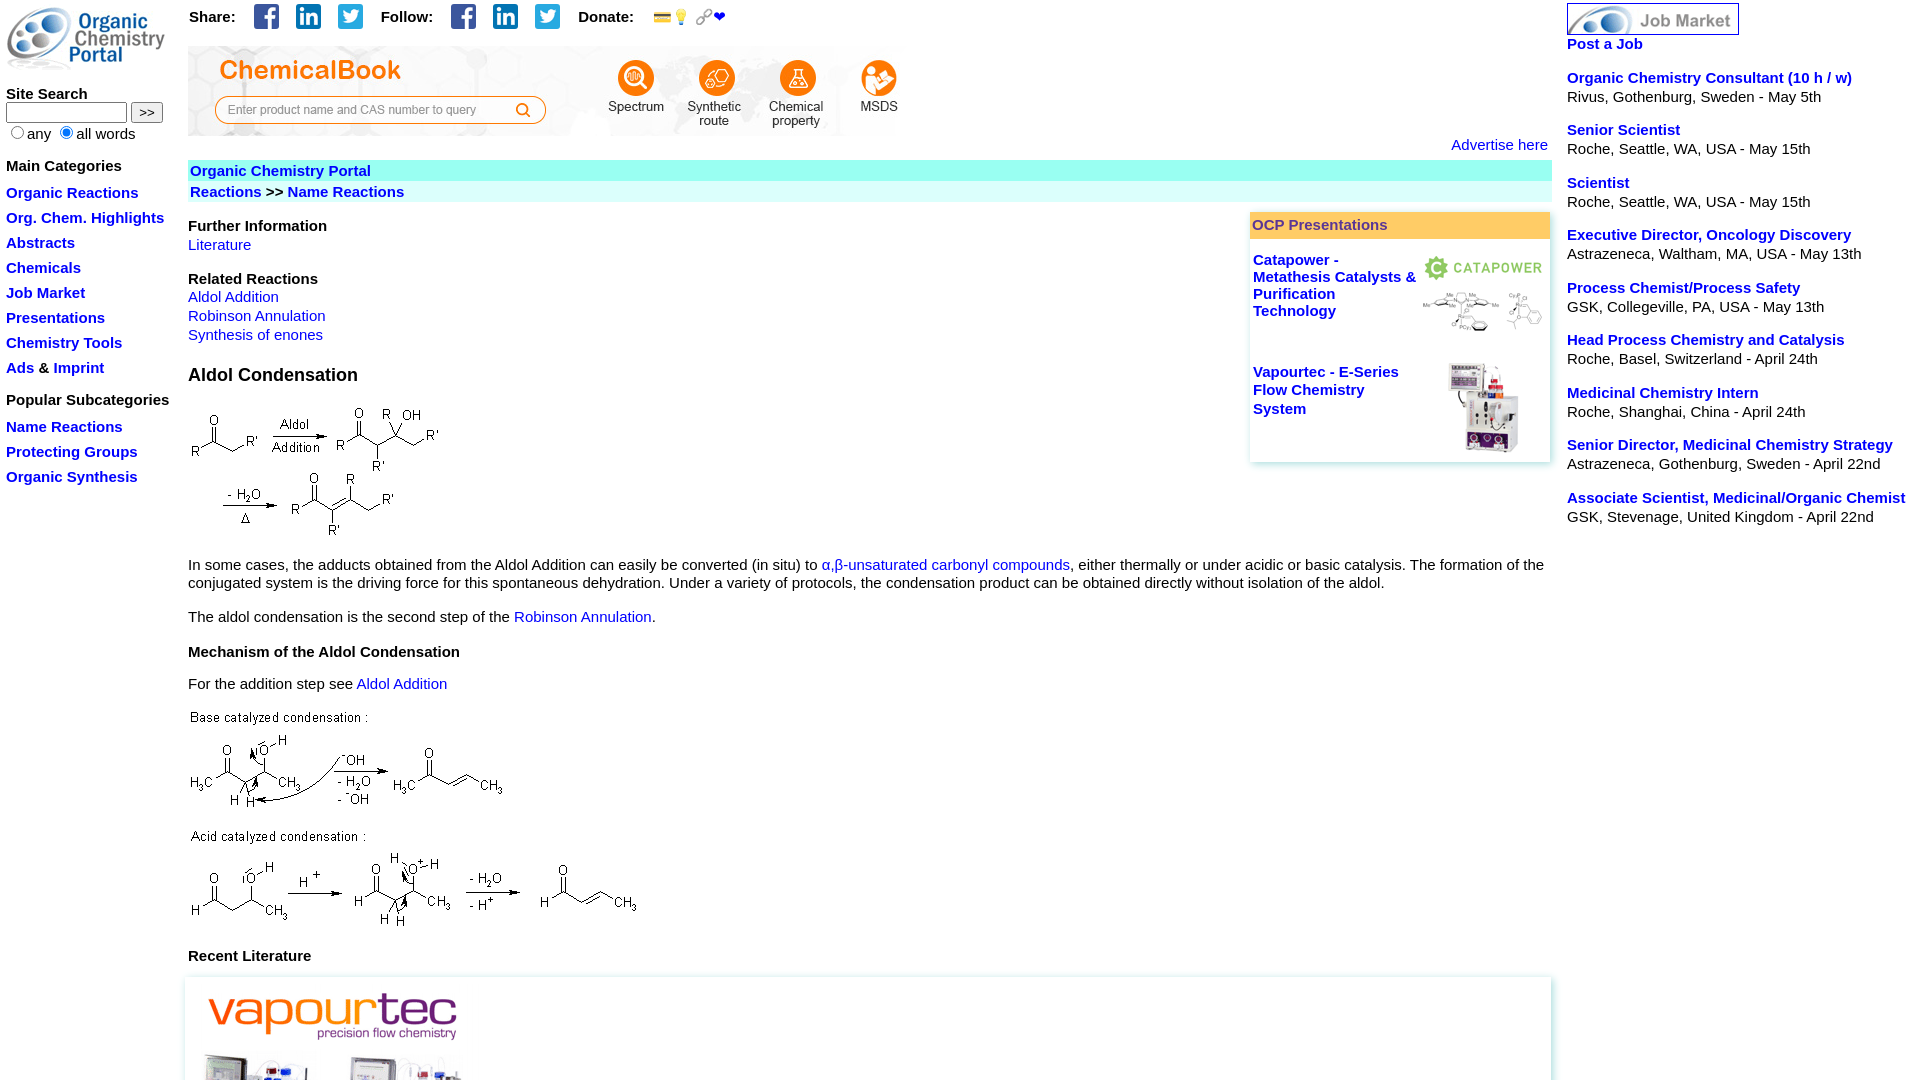 Organic
Chemistry
Portal
Site Search
>>
any all words
Main Categories
Organic Reactions
Org. Chem. Highlights
Abstracts
Chemicals
Job Market
Presentations
Chemistry Tools
Ads & Imprint
Popular Subcategories
Name Reactions
Protecting Groups
Organic Synthesis
Share: Follow: Donate:
ChemicalBook
Enter product name and CAS number to query
Spectrum
Synthetic
route
Chemical
property
MSDS
Advertise here
Organic Chemistry Portal
Reactions >> Name Reactions
Further Information
Literature
Related Reactions
Aldol Addition
Robinson Annulation
Synthesis of enones
OCP Presentations
Catapower -
Metathesis Catalysts &
Purification
Technology
CATAPOWER
Vapourtec - E-Series
Flow Chemistry
System
Aldol Condensation
O R R' Aldol Addition O R OH R R' R'
- H2O Δ O R R R' R'
In some cases, the adducts obtained from the Aldol Addition can easily be converted (in situ) to α,β-unsaturated carbonyl compounds, either thermally or under acidic or basic catalysis. The formation of the
conjugated system is the driving force for this spontaneous dehydration. Under a variety of protocols, the condensation product can be obtained directly without isolation of the aldol.
The aldol condensation is the second step of the Robinson Annulation.
Mechanism of the Aldol Condensation
For the addition step see Aldol Addition
Base catalyzed condensation :
O H3C O H CH3 H H -OH - H2O - -OH O H3C CH3
Acid catalyzed condensation :
O H O H CH3 H+ O H H O+ H CH3 H H - H2O - H+ O H CH3
Recent Literature
vapourtec
precision flow chemistry
Job Market
Post a Job
Organic Chemistry Consultant (10 h / w)
Rivus, Gothenburg, Sweden - May 5th
Senior Scientist
Roche, Seattle, WA, USA - May 15th
Scientist
Roche, Seattle, WA, USA - May 15th
Executive Director, Oncology Discovery
Astrazeneca, Waltham, MA, USA - May 13th
Process Chemist/Process Safety
GSK, Collegeville, PA, USA - May 13th
Head Process Chemistry and Catalysis
Roche, Basel, Switzerland - April 24th
Medicinal Chemistry Intern
Roche, Shanghai, China - April 24th
Senior Director, Medicinal Chemistry Strategy
Astrazeneca, Gothenburg, Sweden - April 22nd
Associate Scientist, Medicinal/Organic Chemist
GSK, Stevenage, United Kingdom - April 22nd